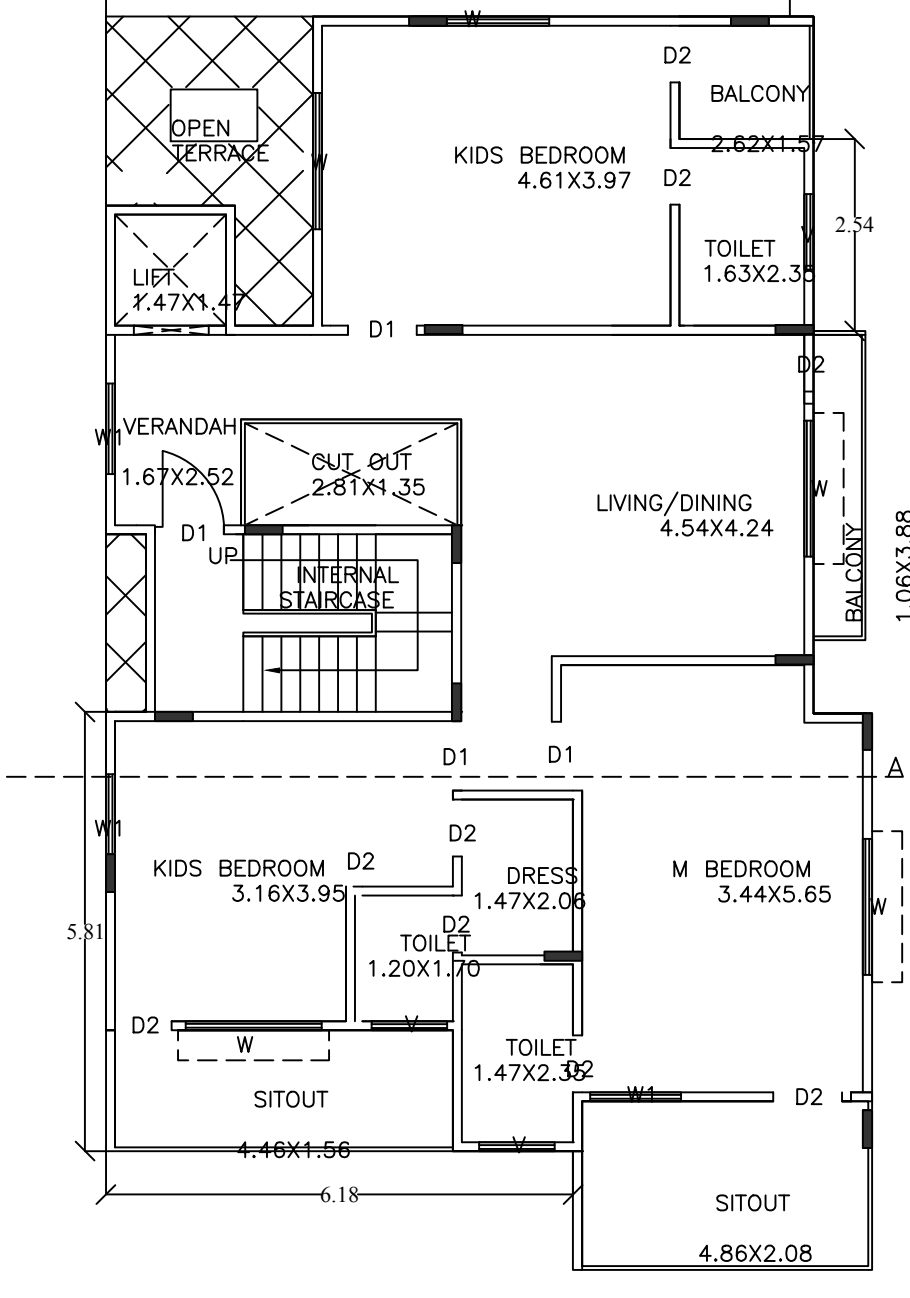 W
D2
BALCONY
2.62X1.57
OPEN
TERRACE
W
KIDS BEDROOM
4.61X3.97
D2
TOILET
1.63X2.35
V
2.54
LIFT
1.47X1.47
D1
D2
VERANDAH
W1
1.67X2.52
CUT OUT
2.81X1.35
W
LIVING/DINING
4.54X4.24
BALCONY
1.06X3.88
D1
UP
INTERNAL
STAIRCASE
D1
D1
A
W1
KIDS BEDROOM
3.16X3.95
D2
D2
DRESS
1.47X2.06
M BEDROOM
3.44X5.65
W
5.81
D2
TOILET
1.20X1.70
D2
V
W
TOILET
1.47X2.35
D2
W1
D2
SITOUT
4.46X1.56
V
6.18
SITOUT
4.86X2.08